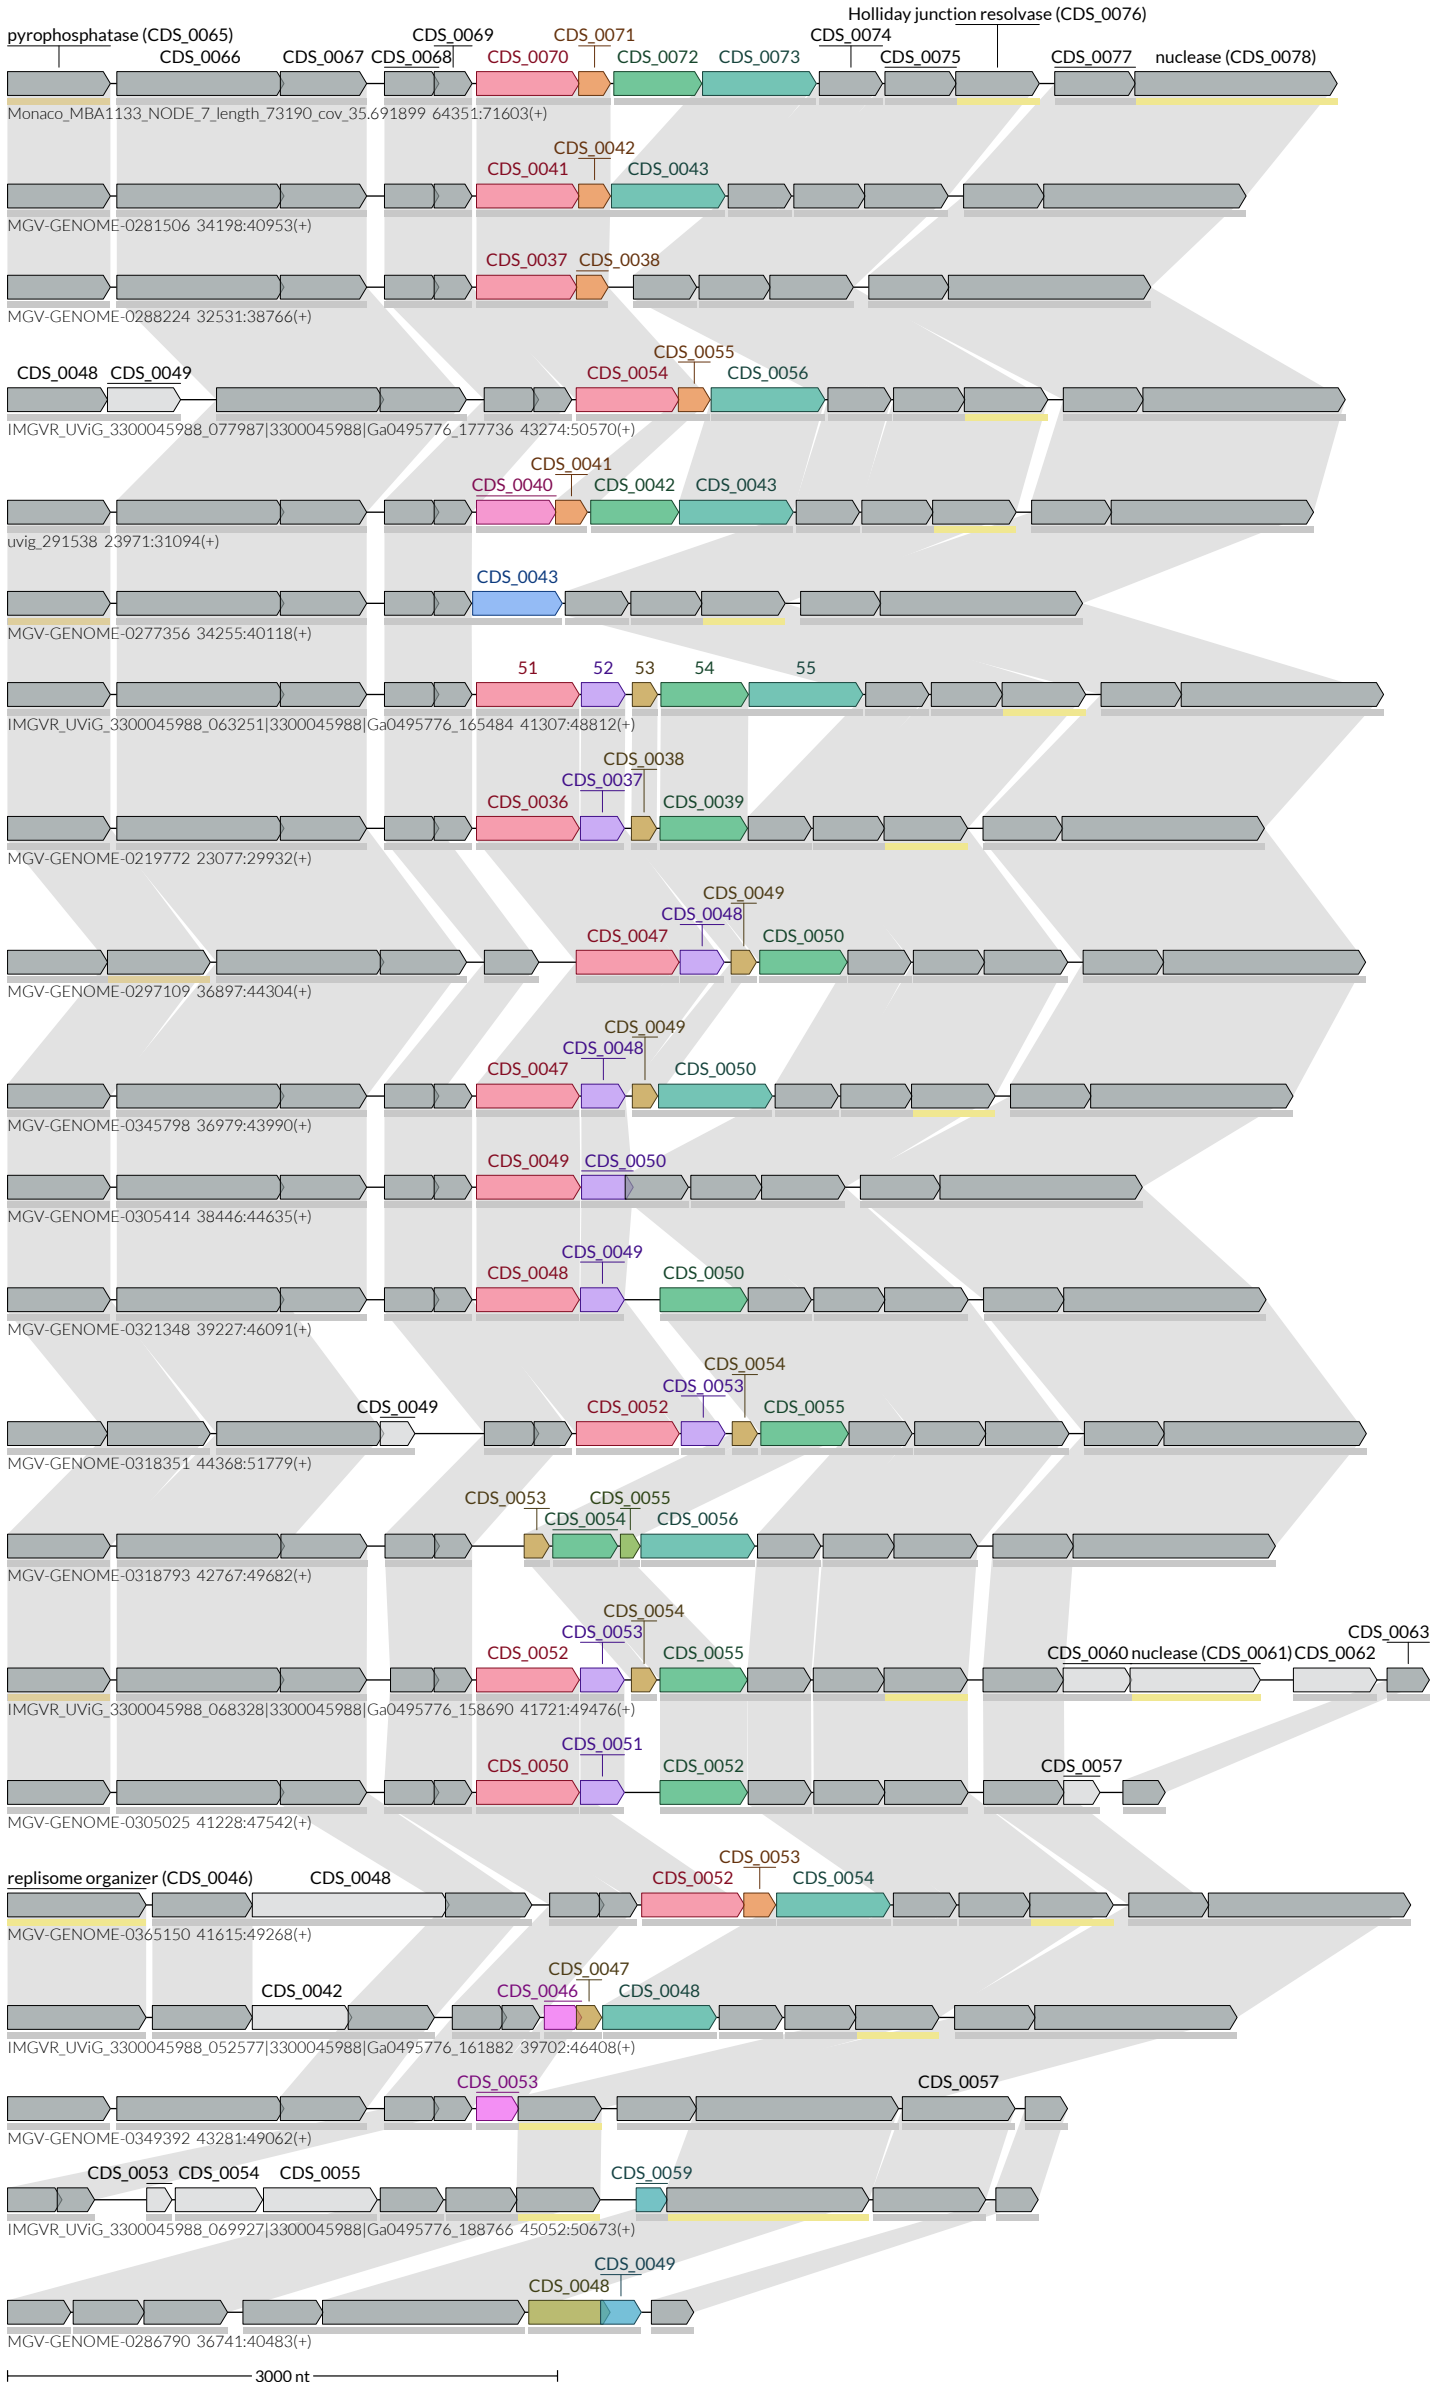 Holliday junction resolvase (CDS_0076)
pyrophosphatase (CDS_0065) CDS_0069 CDS_0071 CDS_0074
CDS_0066 CDS_0067 CDS_0068 CDS_0070 CDS_0072 CDS_0073 CDS_0075 CDS_0077 nuclease (CDS_0078)
Monaco_MBA1133_NODE_7_length_73190_cov_35.691899 64351:71603(+)
CDS_0042
CDS_0041 CDS_0043
MGV-GENOME-0281506 34198:40953(+)
CDS_0037 CDS_0038
MGV-GENOME-0288224 32531:38766(+)
CDS_0055
CDS_0048 CDS_0049 CDS_0054 CDS_0056
IMGVR_UViG_3300045988_077987|3300045988|Ga0495776_177736 43274:50570(+)
CDS_0041
CDS_0040 CDS_0042 CDS_0043
uvig_291538 23971:31094(+)
CDS_0043
MGV-GENOME-0277356 34255:40118(+)
51 52 53 54 55
IMGVR_UViG_3300045988_063251|3300045988|Ga0495776_165484 41307:48812(+)
CDS_0038
CDS_0037
CDS_0036 CDS_0039
MGV-GENOME-0219772 23077:29932(+)
CDS_0049
CDS_0048
CDS_0047 CDS_0050
MGV-GENOME-0297109 36897:44304(+)
CDS_0049
CDS_0048
CDS_0047 CDS_0050
MGV-GENOME-0345798 36979:43990(+)
CDS_0049 CDS_0050
MGV-GENOME-0305414 38446:44635(+)
CDS_0049
CDS_0048 CDS_0050
MGV-GENOME-0321348 39227:46091(+)
CDS_0054
CDS_0053
CDS_0049 CDS_0052 CDS_0055
MGV-GENOME-0318351 44368:51779(+)
CDS_0053 CDS_0055
CDS_0054 CDS_0056
MGV-GENOME-0318793 42767:49682(+)
CDS_0054
CDS_0053 CDS_0063
CDS_0052 CDS_0055 CDS_0060 nuclease (CDS_0061) CDS_0062
IMGVR_UViG_3300045988_068328|3300045988|Ga0495776_158690 41721:49476(+)
CDS_0051
CDS_0050 CDS_0052 CDS_0057
MGV-GENOME-0305025 41228:47542(+)
CDS_0053
replisome organizer (CDS_0046) CDS_0048 CDS_0052 CDS_0054
MGV-GENOME-0365150 41615:49268(+)
CDS_0047
CDS_0042 CDS_0046 CDS_0048
IMGVR_UViG_3300045988_052577|3300045988|Ga0495776_161882 39702:46408(+)
CDS_0053 CDS_0057
MGV-GENOME-0349392 43281:49062(+)
CDS_0053 CDS_0054 CDS_0055 CDS_0059
IMGVR_UViG_3300045988_069927|3300045988|Ga0495776_188766 45052:50673(+)
CDS_0049
CDS_0048
MGV-GENOME-0286790 36741:40483(+)
3000 nt